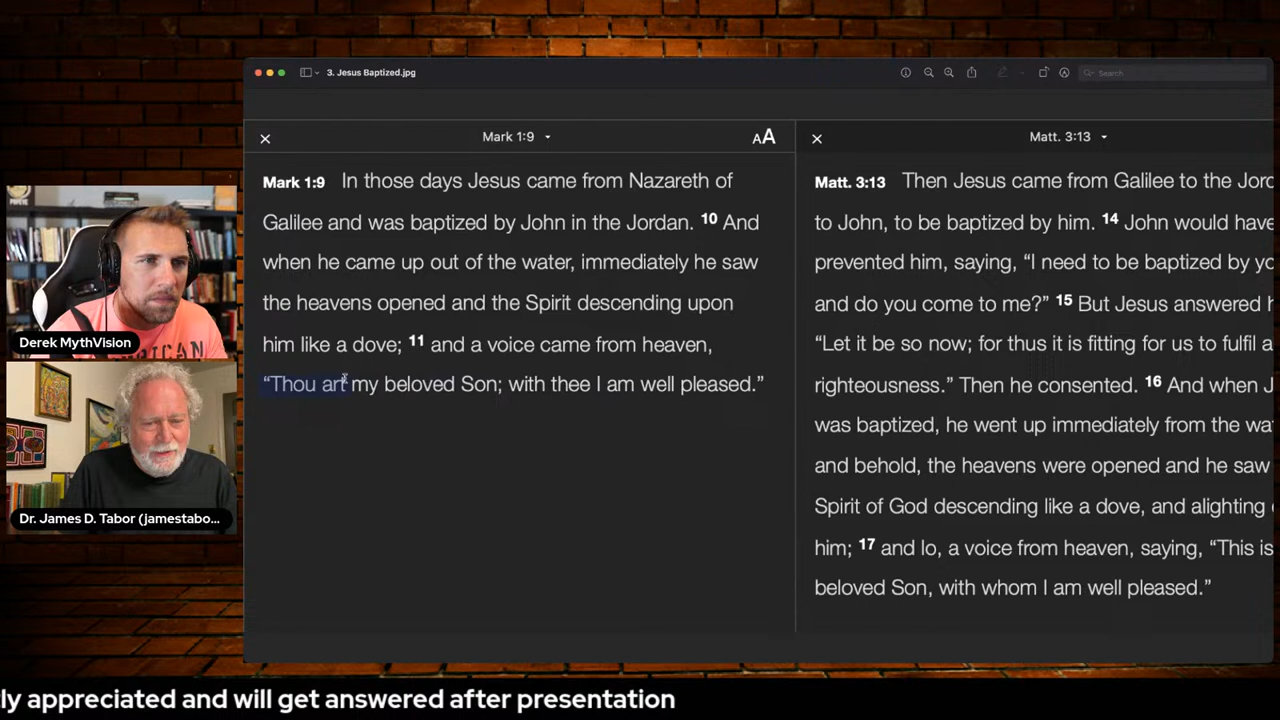 3. Jesus Baptized.jpg
Search
Mark 1:9
AA
Mark 1:9 In those days Jesus came from Nazareth of
Galilee and was baptized by John in the Jordan. 10 And
when he came up out of the water, immediately he saw
the heavens opened and the Spirit descending upon
him like a dove; 11 and a voice came from heaven,
“Thou art my beloved Son; with thee I am well pleased.”
Matt. 3:13
Matt. 3:13 Then Jesus came from Galilee to the Jord
to John, to be baptized by him. 14 John would have
prevented him, saying, “I need to be baptized by yo
and do you come to me?” 15 But Jesus answered h
“Let it be so now; for thus it is fitting for us to fulfil a
righteousness.” Then he consented. 16 And when J
was baptized, he went up immediately from the wa
and behold, the heavens were opened and he saw
Spirit of God descending like a dove, and alighting
him; 17 and lo, a voice from heaven, saying, “This is
beloved Son, with whom I am well pleased.”
Derek MythVision
Dr. James D. Tabor (jamestabo...
tly appreciated and will get answered after presentation